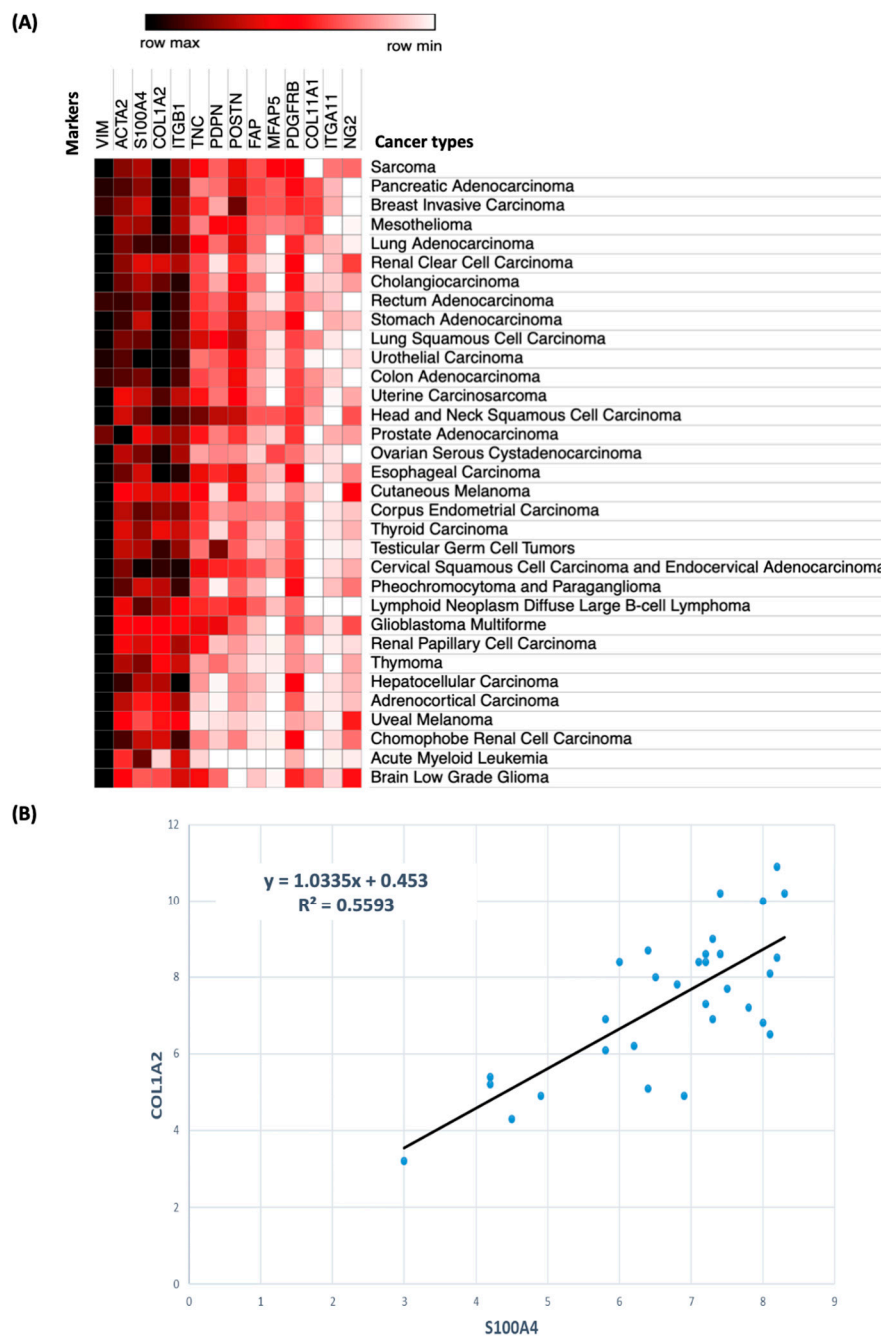 (A)
row max row min
Markers VIM ACTA2 S100A4 COL1A2 ITGB1 TNC PDPN POSTN FAP MFAP5 PDGFRB COL11A1 ITGA11 NG2 Cancer types
Sarcoma
Pancreatic Adenocarcinoma
Breast Invasive Carcinoma
Mesothelioma
Lung Adenocarcinoma
Renal Clear Cell Carcinoma
Cholangiocarcinoma
Rectum Adenocarcinoma
Stomach Adenocarcinoma
Lung Squamous Cell Carcinoma
Urothelial Carcinoma
Colon Adenocarcinoma
Uterine Carcinosarcoma
Head and Neck Squamous Cell Carcinoma
Prostate Adenocarcinoma
Ovarian Serous Cystadenocarcinoma
Esophageal Carcinoma
Cutaneous Melanoma
Corpus Endometrial Carcinoma
Thyroid Carcinoma
Testicular Germ Cell Tumors
Cervical Squamous Cell Carcinoma and Endocervical Adenocarcinoma
Pheochromocytoma and Paraganglioma
Lymphoid Neoplasm Diffuse Large B-cell Lymphoma
Glioblastoma Multiforme
Renal Papillary Cell Carcinoma
Thymoma
Hepatocellular Carcinoma
Adrenocortical Carcinoma
Uveal Melanoma
Chomophobe Renal Cell Carcinoma
Acute Myeloid Leukemia
Brain Low Grade Glioma
(B)
12
y = 1.0335x + 0.453
R² = 0.5593
10
8
6
COL1A2
4
2
0
0 1 2 3 4 5 6 7 8 9
S100A4